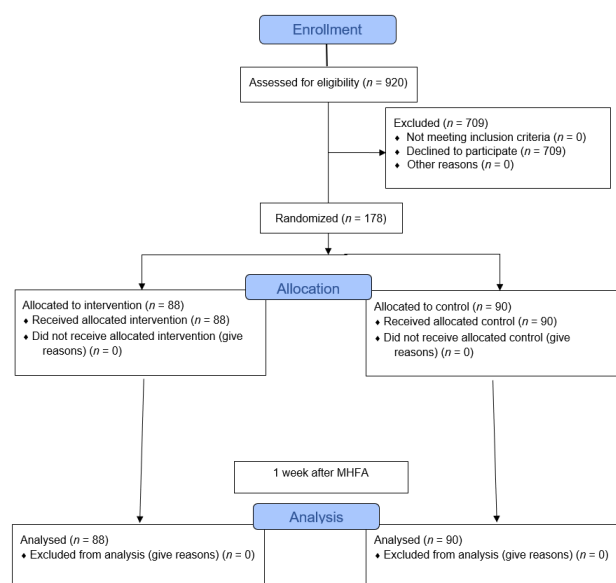 Enrollment
Assessed for eligibility (n = 920)
Excluded (n = 709)
♦ Not meeting inclusion criteria (n = 0)
♦ Declined to participate (n = 709)
♦ Other reasons (n = 0)
Randomized (n = 178)
Allocation
Allocated to intervention (n = 88)
♦ Received allocated intervention (n = 88)
♦ Did not receive allocated intervention (give
reasons) (n = 0)
Allocated to control (n = 90)
♦ Received allocated control (n = 90)
♦ Did not receive allocated control (give
reasons) (n = 0)
1 week after MHFA
Analysis
Analysed (n = 88)
♦ Excluded from analysis (give reasons) (n = 0)
Analysed (n = 90)
♦ Excluded from analysis (give reasons) (n = 0)